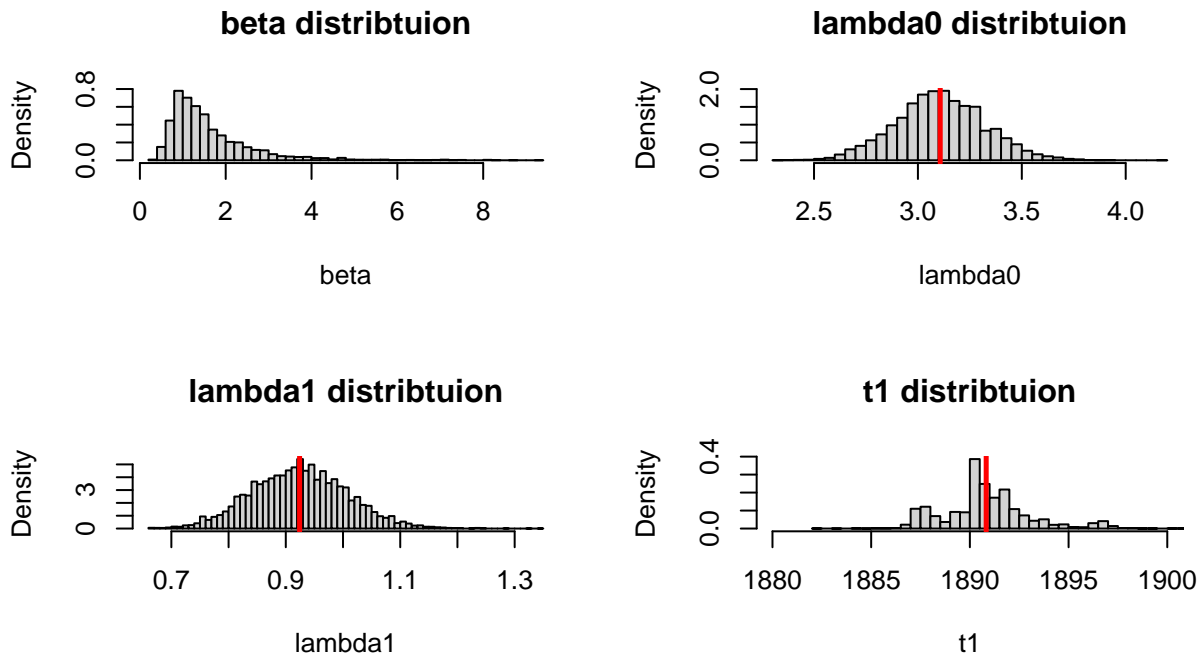 beta distribtuion
Density
0.0 0.8
0 2 4 6 8
beta
lambda0 distribtuion
Density
0.0 2.0
2.5 3.0 3.5 4.0
lambda0
lambda1 distribtuion
Density
0 3
0.7 0.9 1.1 1.3
lambda1
t1 distribtuion
Density
0.0 0.4
1880 1885 1890 1895 1900
t1